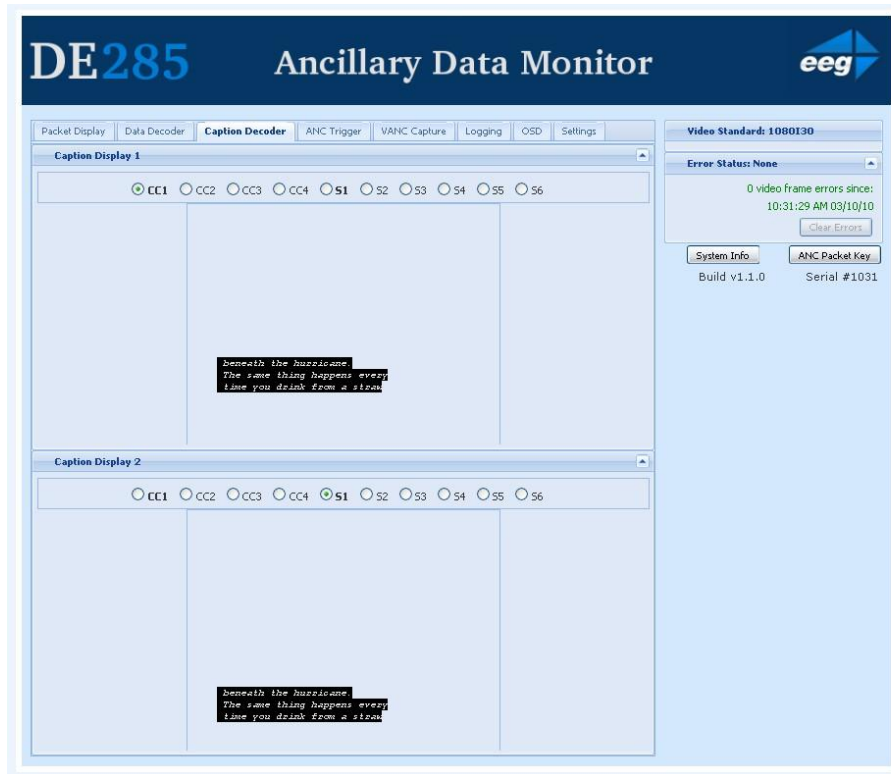 DE285 Ancillary Data Monitor eeg
Packet Display Data Decoder Caption Decoder ANC Trigger VANC Capture Logging OSD Settings
Caption Display 1
CC1 CC2 CC3 CC4 S1 S2 S3 S4 S5 S6
beneath the hurricane.
The same thing happens every
time you drink from a straw
Caption Display 2
CC1 CC2 CC3 CC4 S1 S2 S3 S4 S5 S6
beneath the hurricane.
The same thing happens every
time you drink from a straw
Video Standard: 1080I30
Error Status: None
0 video frame errors since:
10:31:29 AM 03/10/10
Clear Errors
System Info ANC Packet Key
Build v1.1.0 Serial #1031